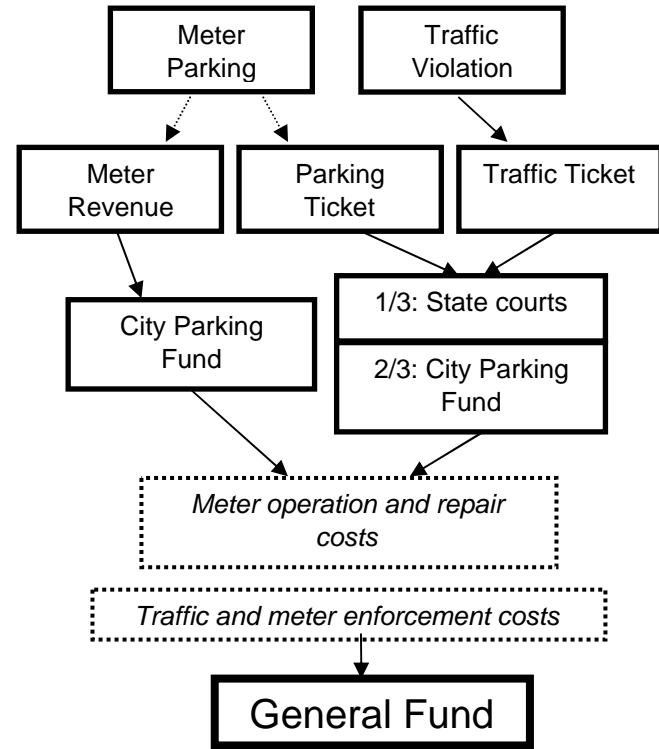 Meter
Parking
Traffic
Violation
Meter
Revenue
Parking
Ticket
Traffic Ticket
City Parking
Fund
1/3: State courts
2/3: City Parking
Fund
Meter operation and repair
costs
Traffic and meter enforcement costs
General Fund